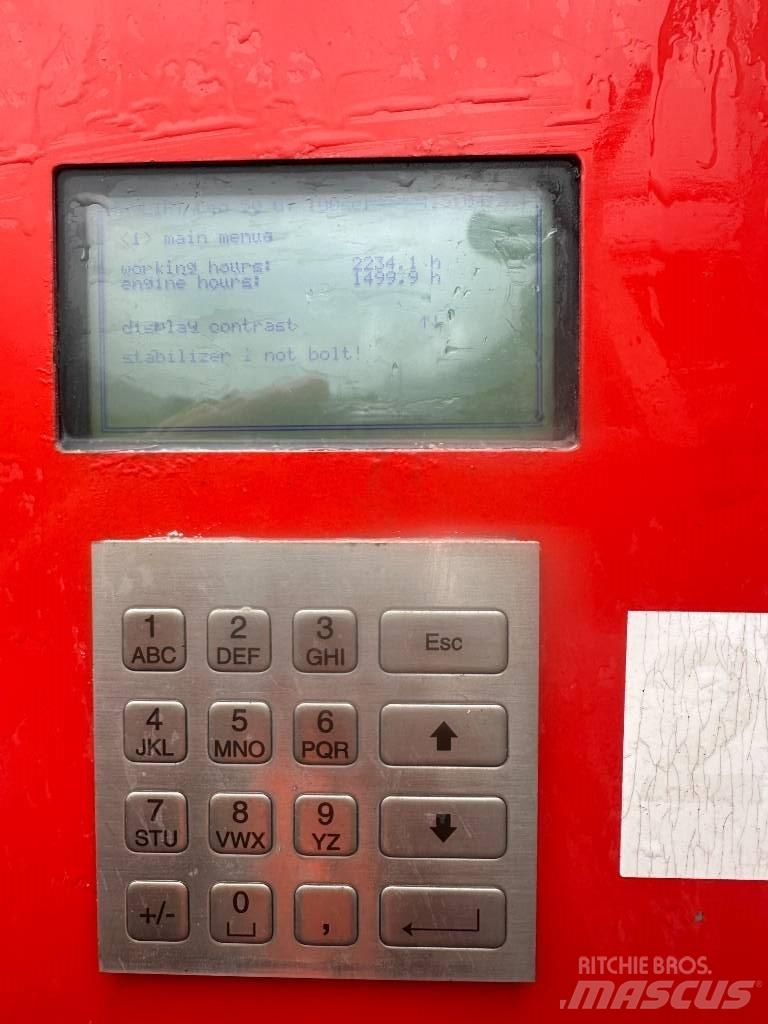 <i> main menue
working hours: 2234.1 h
engine hours: 1499.9 h
display contrast ↑↓
stabilizer i not bolt!
1 2 3 Esc
ABC DEF GHI
4 5 6
JKL MNO PQR
7 8 9
STU VWX YZ
+/- 0 ,
RITCHIE BROS.
MASCUS